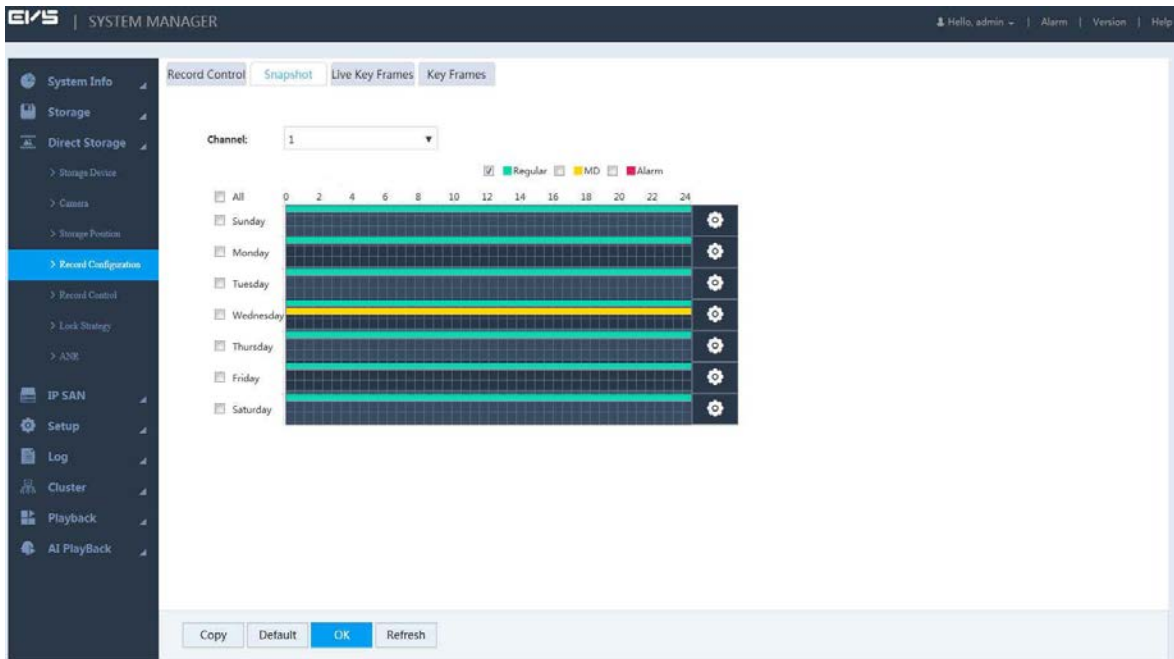 EVS | SYSTEM MANAGER
Hello, admin | Alarm | Version | Help
System Info
Storage
Direct Storage
> Storage Device
> Camera
> Storage Position
> Record Configuration
> Record Control
> Lock Strategy
> ANR
IP SAN
Setup
Log
Cluster
Playback
AI PlayBack
Record Control Snapshot Live Key Frames Key Frames
Channel: 1
Regular MD Alarm
All 0 2 4 6 8 10 12 14 16 18 20 22 24
Sunday
Monday
Tuesday
Wednesday
Thursday
Friday
Saturday
Copy Default OK Refresh